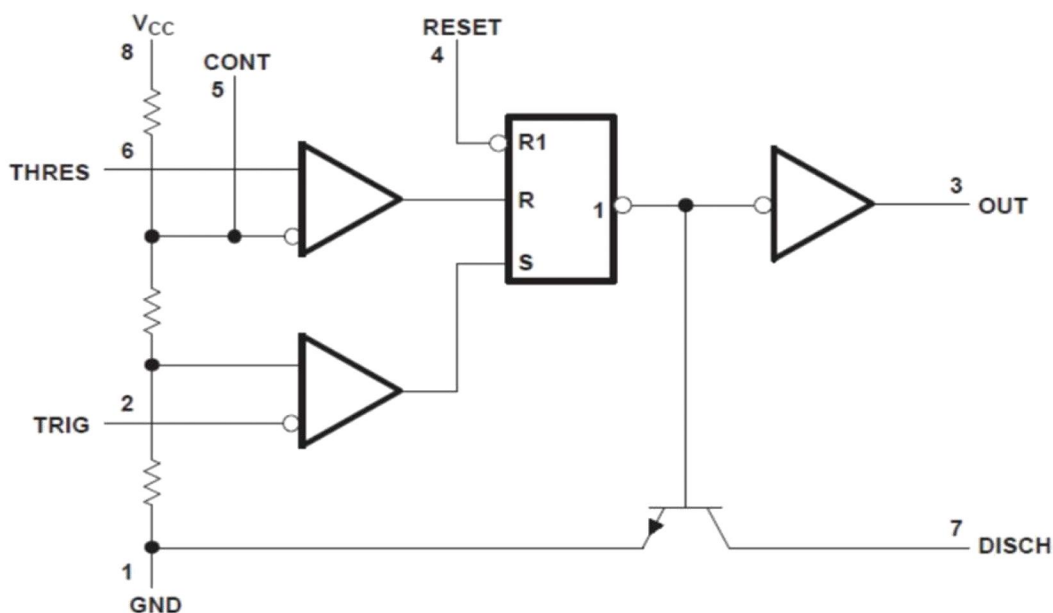 VCC
8
CONT
5
RESET
4
6
THRES
R1
R
1
S
3
OUT
2
TRIG
7
DISCH
1
GND